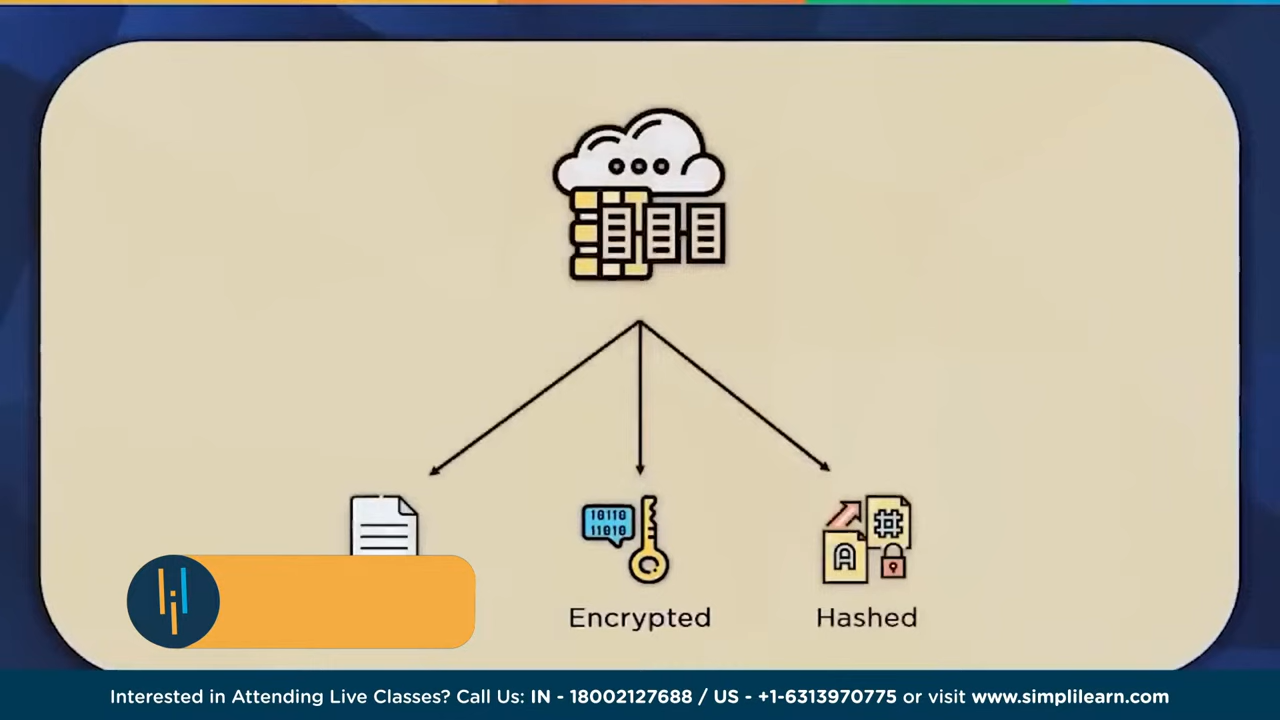 10110
11010
A
#
Encrypted
Hashed
Interested in Attending Live Classes? Call Us: IN - 18002127688 / US - +1-6313970775 or visit www.simplilearn.com